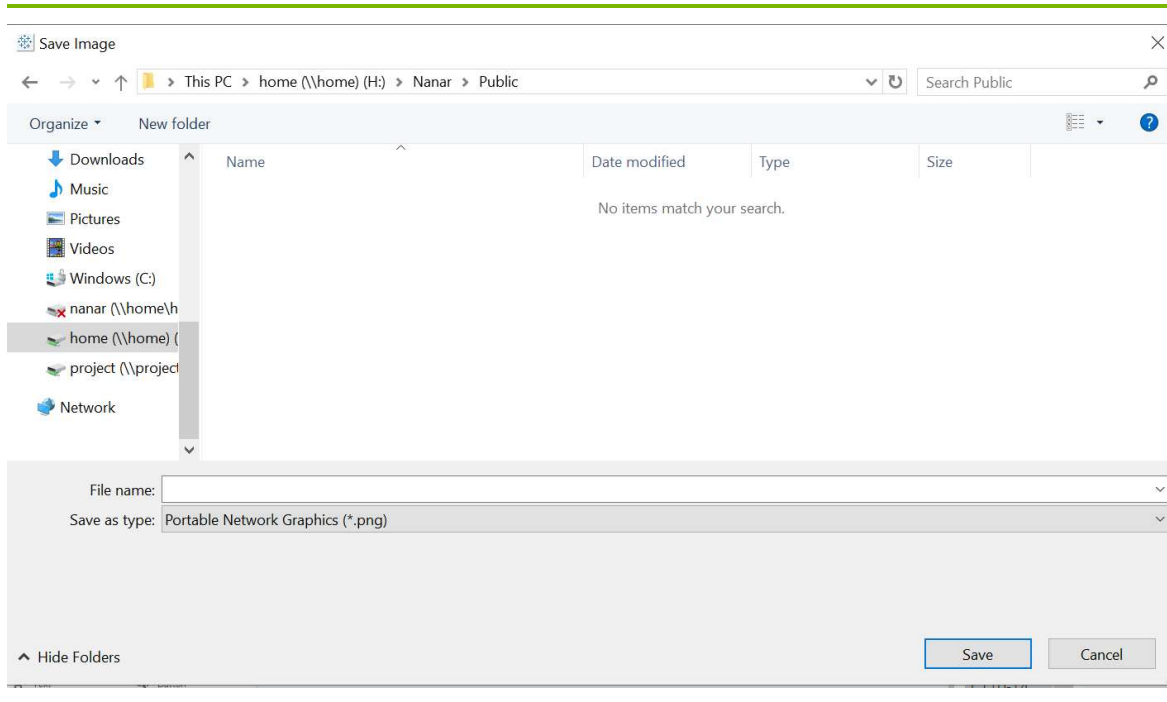 Save Image
This PC > home (\\home) (H:) > Nanar > Public
Search Public
Organize
New folder
Downloads
Music
Pictures
Videos
Windows (C:)
nanar (\\home\h
home (\\home) (
project (\\project
Network
Name
Date modified
Type
Size
No items match your search.
File name:
Save as type: Portable Network Graphics (*.png)
Hide Folders
Save
Cancel